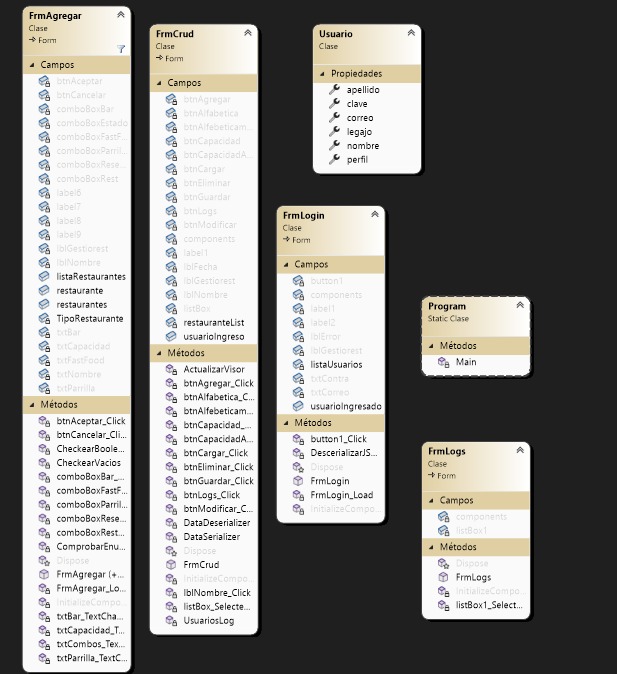 FrmAgregar
Clase
Form
Campos
btnAceptar
btnCancelar
comboBoxBar
comboBoxEstado
comboBoxFastF...
comboBoxParril...
comboBoxRese...
comboBoxRest
label6
label7
label8
label9
lblGestiorest
lblNombre
listaRestaurantes
restaurante
restaurantes
TipoRestaurante
txtBar
txtCapacidad
txtFastFood
txtNombre
txtParrilla
Métodos
btnAceptar_Click
btnCancelar_Cli...
CheckearBoole...
CheckearVacios
comboBoxBar_...
comboBoxFastF...
comboBoxParril...
comboBoxRese...
comboBoxRest...
ComprobarEnu...
Dispose
FrmAgregar (+...
FrmAgregar_Lo...
InitializeCompo...
txtBar_TextCha...
txtCapacidad_T...
txtCombos_Tex...
txtParrilla_TextC...
FrmCrud
Clase
Form
Campos
btnAgregar
btnAlfabetica
btnAlfebeticam...
btnCapacidad
btnCapacidadA...
btnCargar
btnEliminar
btnGuardar
btnLogs
btnModificar
components
label1
lblFecha
lblGestiorest
lblNombre
listBox
restauranteList
usuarioIngreso
Métodos
ActualizarVisor
btnAgregar_Click
btnAlfabetica_C...
btnAlfebeticam...
btnCapacidad_...
btnCapacidadA...
btnCargar_Click
btnEliminar_Click
btnGuardar_Click
btnLogs_Click
btnModificar_C...
DataDeserializer
DataSerializer
Dispose
FrmCrud
InitializeCompo...
lblNombre_Click
listBox_Selecte...
UsuariosLog
Usuario
Clase
Propiedades
apellido
clave
correo
legajo
nombre
perfil
FrmLogin
Clase
Form
Campos
button1
components
label1
label2
lblError
lblGestiorest
listaUsuarios
txtContre
txtCorreo
usuarioIngresado
Métodos
button1_Click
DescerializarJS...
Dispose
FrmLogin
FrmLogin_Load
InitializeCompo...
Program
Static Clase
Métodos
Main
FrmLogs
Clase
Form
Campos
components
listBox1
Métodos
Dispose
FrmLogs
InitializeCompo...
listBox1_Select...